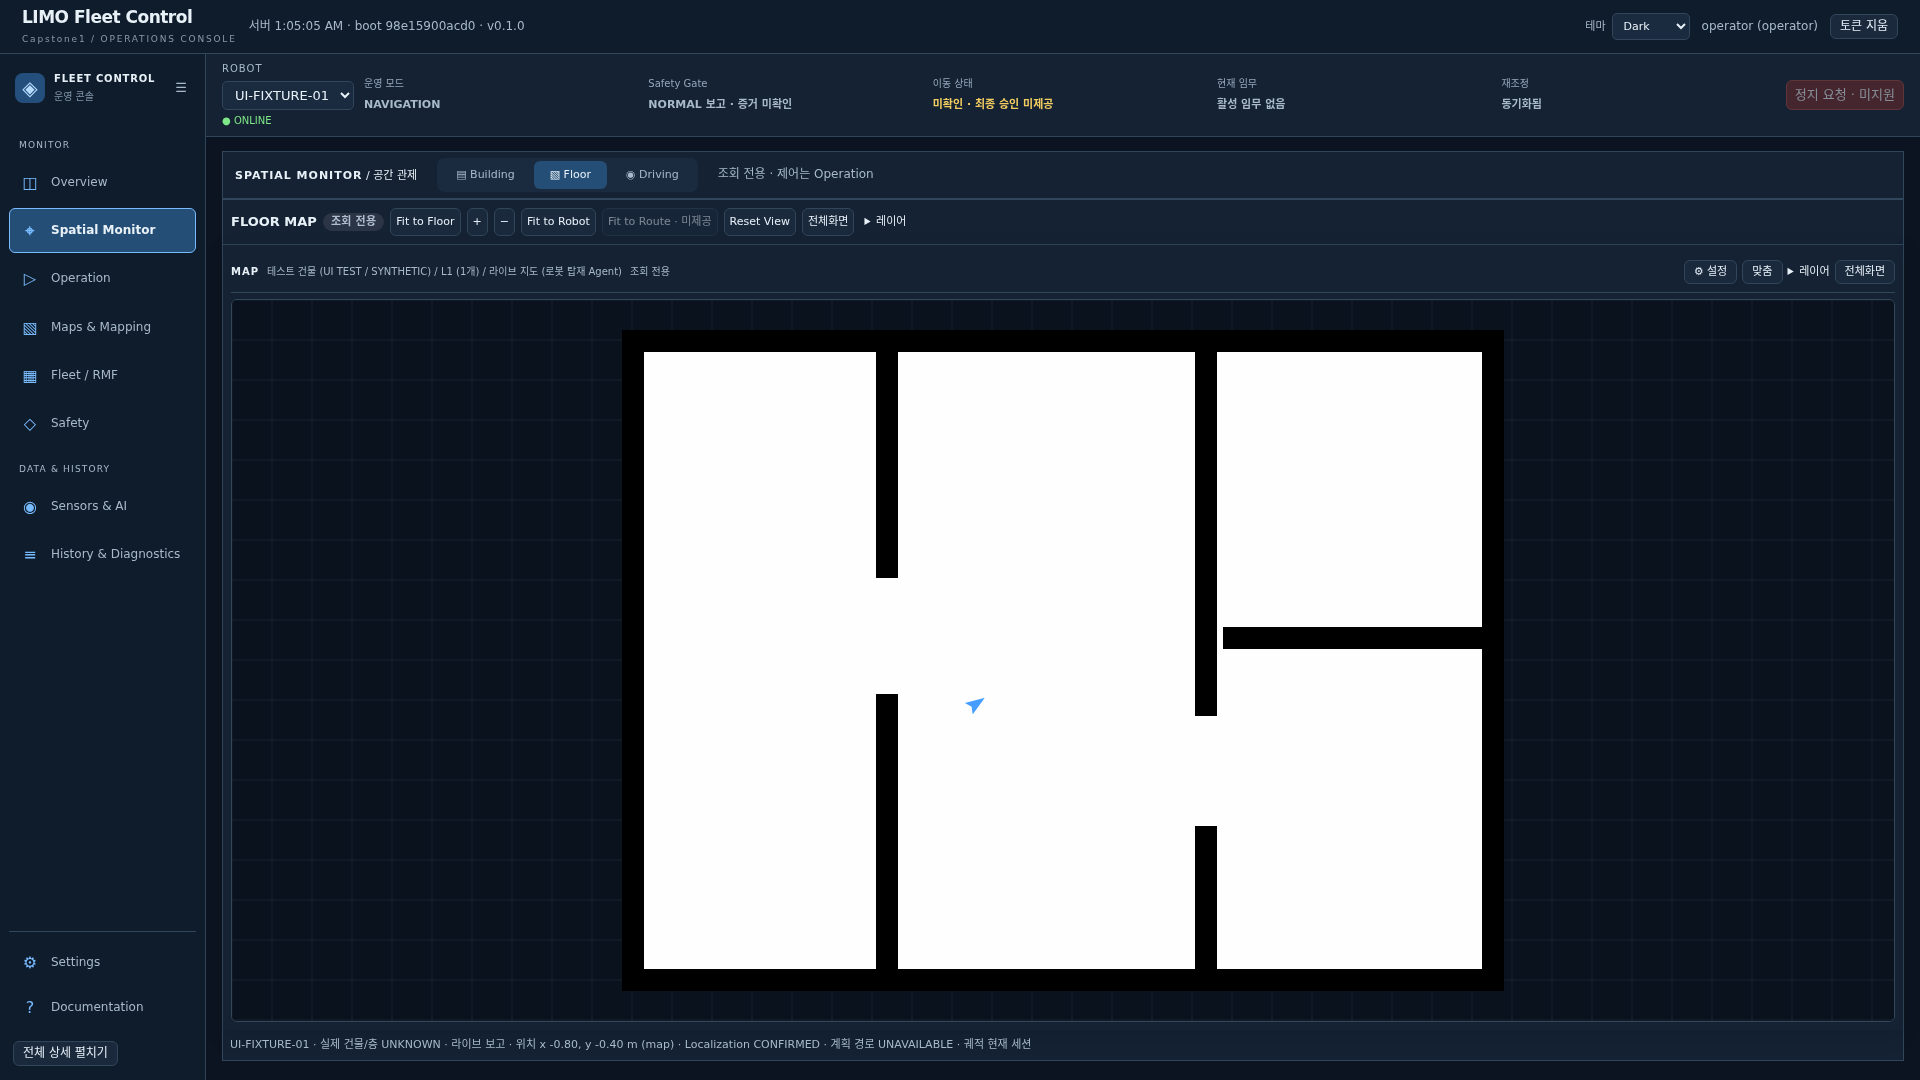 LIMO Fleet Control
Capstone1 / OPERATIONS CONSOLE
서버 1:05:05 AM · boot 98e15900acd0 · v0.1.0
테마 Dark operator (operator) 토큰 지움
FLEET CONTROL
운영 콘솔
MONITOR
Overview
Spatial Monitor
Operation
Maps & Mapping
Fleet / RMF
Safety
DATA & HISTORY
Sensors & AI
History & Diagnostics
Settings
? Documentation
전체 상세 펼치기
ROBOT
UI-FIXTURE-01
● ONLINE
운영 모드
NAVIGATION
Safety Gate
NORMAL 보고 · 증거 미확인
이동 상태
미확인 · 최종 승인 미제공
현재 임무
활성 임무 없음
재조정
동기화됨
정지 요청 · 미지원
SPATIAL MONITOR / 공간 관제
▤ Building ▧ Floor ◉ Driving
조회 전용 · 제어는 Operation
FLOOR MAP 조회 전용 Fit to Floor + − Fit to Robot Fit to Route · 미제공 Reset View 전체화면 ▶ 레이어
MAP 테스트 건물 (UI TEST / SYNTHETIC) / L1 (1개) / 라이브 지도 (로봇 탑재 Agent) 조회 전용
⚙ 설정 맞춤 ▶ 레이어 전체화면
UI-FIXTURE-01 · 실제 건물/층 UNKNOWN · 라이브 보고 · 위치 x -0.80, y -0.40 m (map) · Localization CONFIRMED · 계획 경로 UNAVAILABLE · 궤적 현재 세션